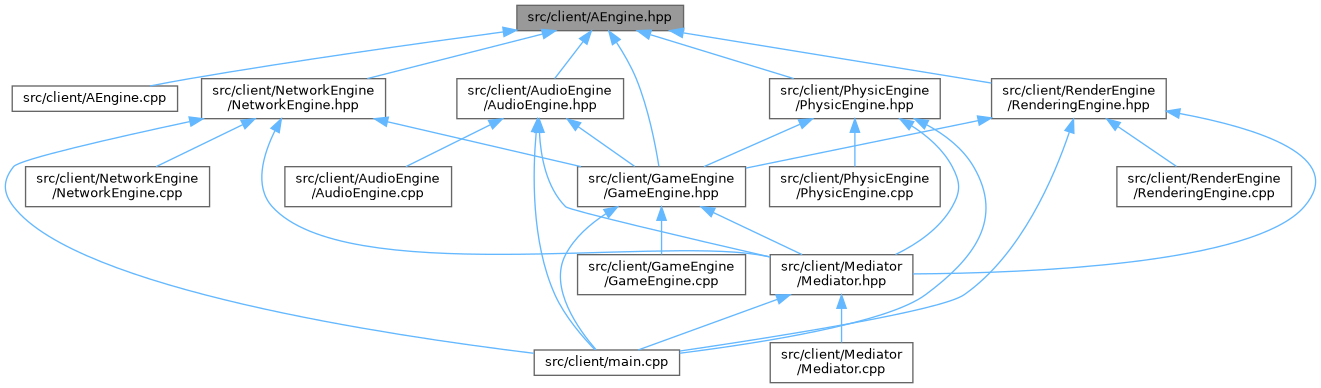 src/client/AEngine.hpp
src/client/AEngine.cpp
src/client/NetworkEngine
/NetworkEngine.hpp
src/client/AudioEngine
/AudioEngine.hpp
src/client/PhysicEngine
/PhysicEngine.hpp
src/client/RenderEngine
/RenderingEngine.hpp
src/client/NetworkEngine
/NetworkEngine.cpp
src/client/AudioEngine
/AudioEngine.cpp
src/client/GameEngine
/GameEngine.hpp
src/client/PhysicEngine
/PhysicEngine.cpp
src/client/RenderEngine
/RenderingEngine.cpp
src/client/GameEngine
/GameEngine.cpp
src/client/Mediator
/Mediator.hpp
src/client/main.cpp
src/client/Mediator
/Mediator.cpp